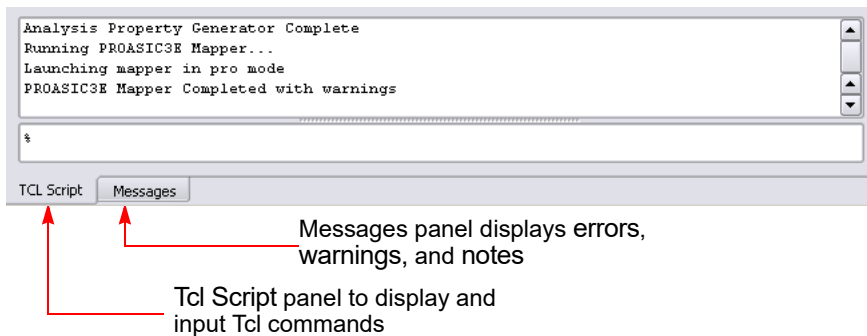 Analysis Property Generator Complete
Running PROASIC3E Mapper...
Launching mapper in pro mode
PROASIC3E Mapper Completed with warnings
%
TCL Script Messages
Messages panel displays errors,
warnings, and notes
Tcl Script panel to display and
input Tcl commands